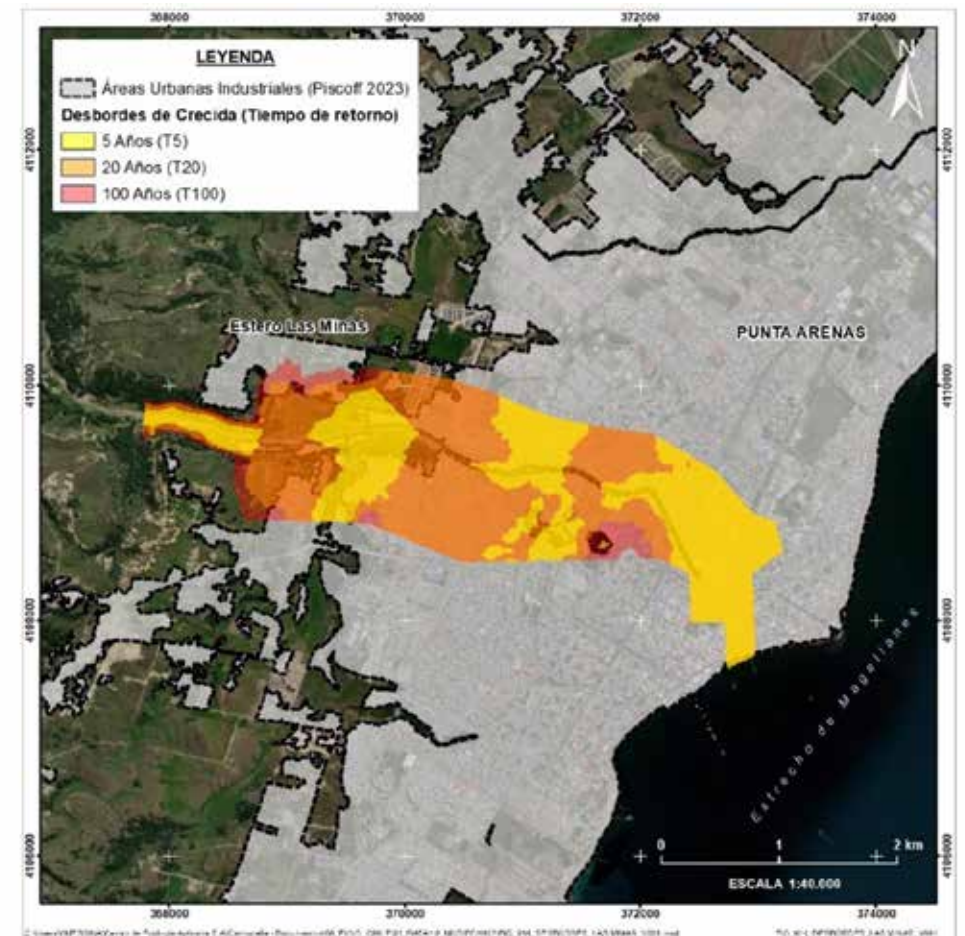 368000 370000 372000 374000
LEYENDA
Áreas Urbanas Industriales (Piscoff 2023)
Desbordes de Crecida (Tiempo de retorno)
5 Años (T5)
20 Años (T20)
100 Años (T100)
N
4112000 4112000
Estero Las Minas
PUNTA ARENAS
4110000 4110000
4108000 4108000
Estrecho de Magallanes
0 1 2 km
ESCALA 1:40.000
4106000 4106000
368000 370000 372000 374000